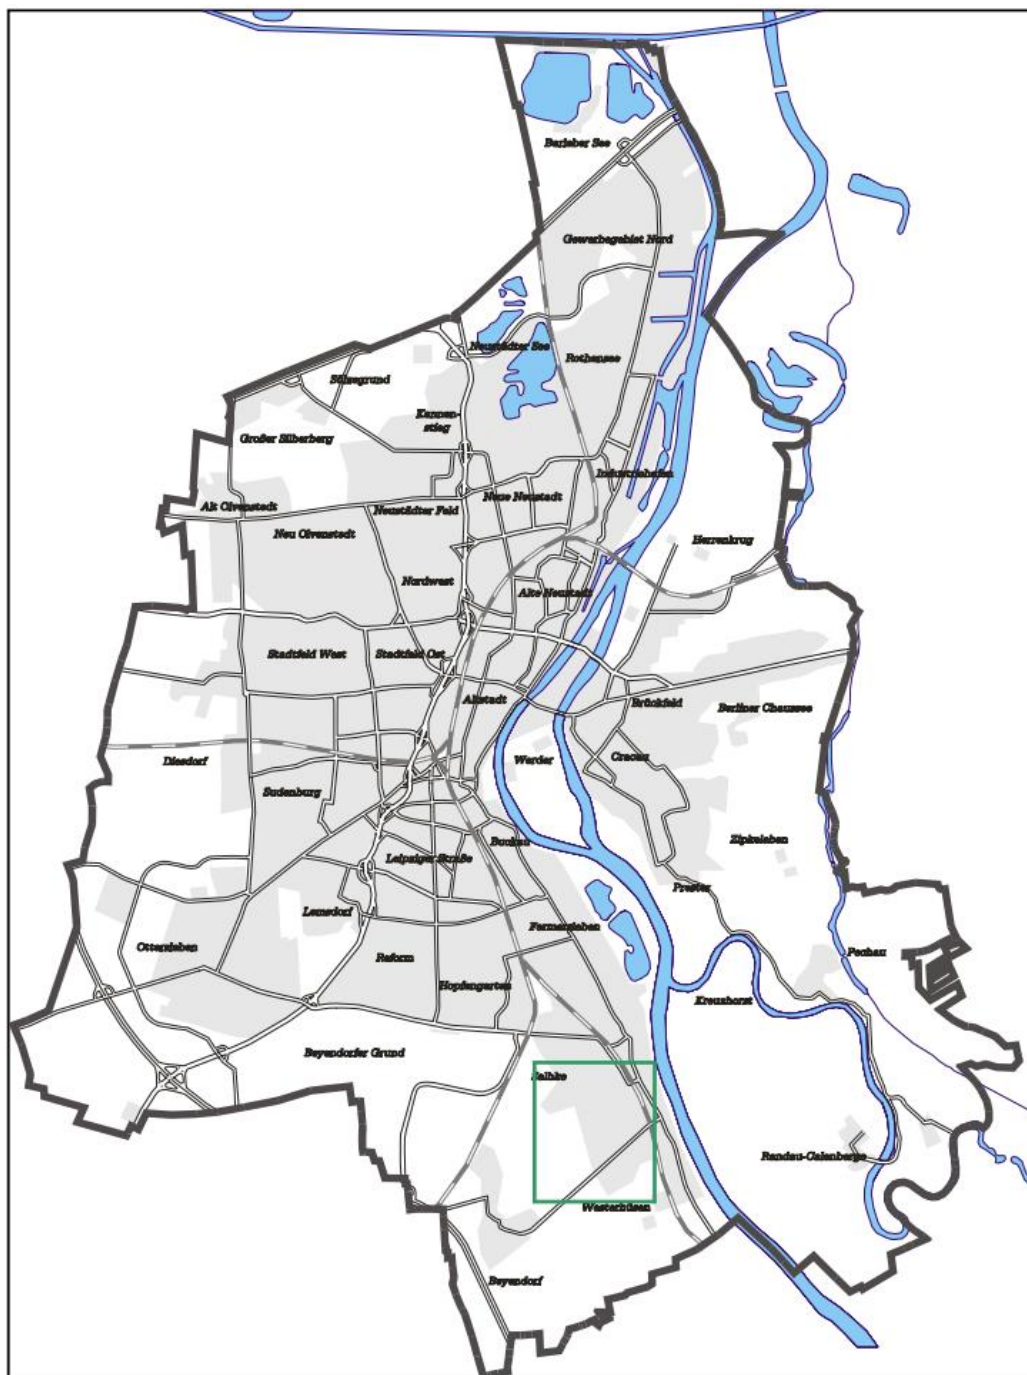 Barleber See
Gewerbegebiet Nord
Neustädter See
Rothensee
Sülzegrund
Kannen-
stieg
Großer Silberberg
Industriehafen
Neue Neustadt
Alt Olvenstedt
Neustädter Feld
Neu Olvenstedt
Herrenkrug
Nordwest
Alte Neustadt
Stadtfeld West
Stadtfeld Ost
Altstadt
Brückfeld
Berliner Chaussee
Diesdorf
Werder
Cracau
Sudenburg
Buckau
Zipkeleben
Leipziger Straße
Prester
Lemsdorf
Fermersleben
Ottersleben
Reform
Pechau
Hopfengarten
Kreuzhorst
Beyendorfer Grund
Salbke
Randau-Calenberge
Westerhüsen
Beyendorf